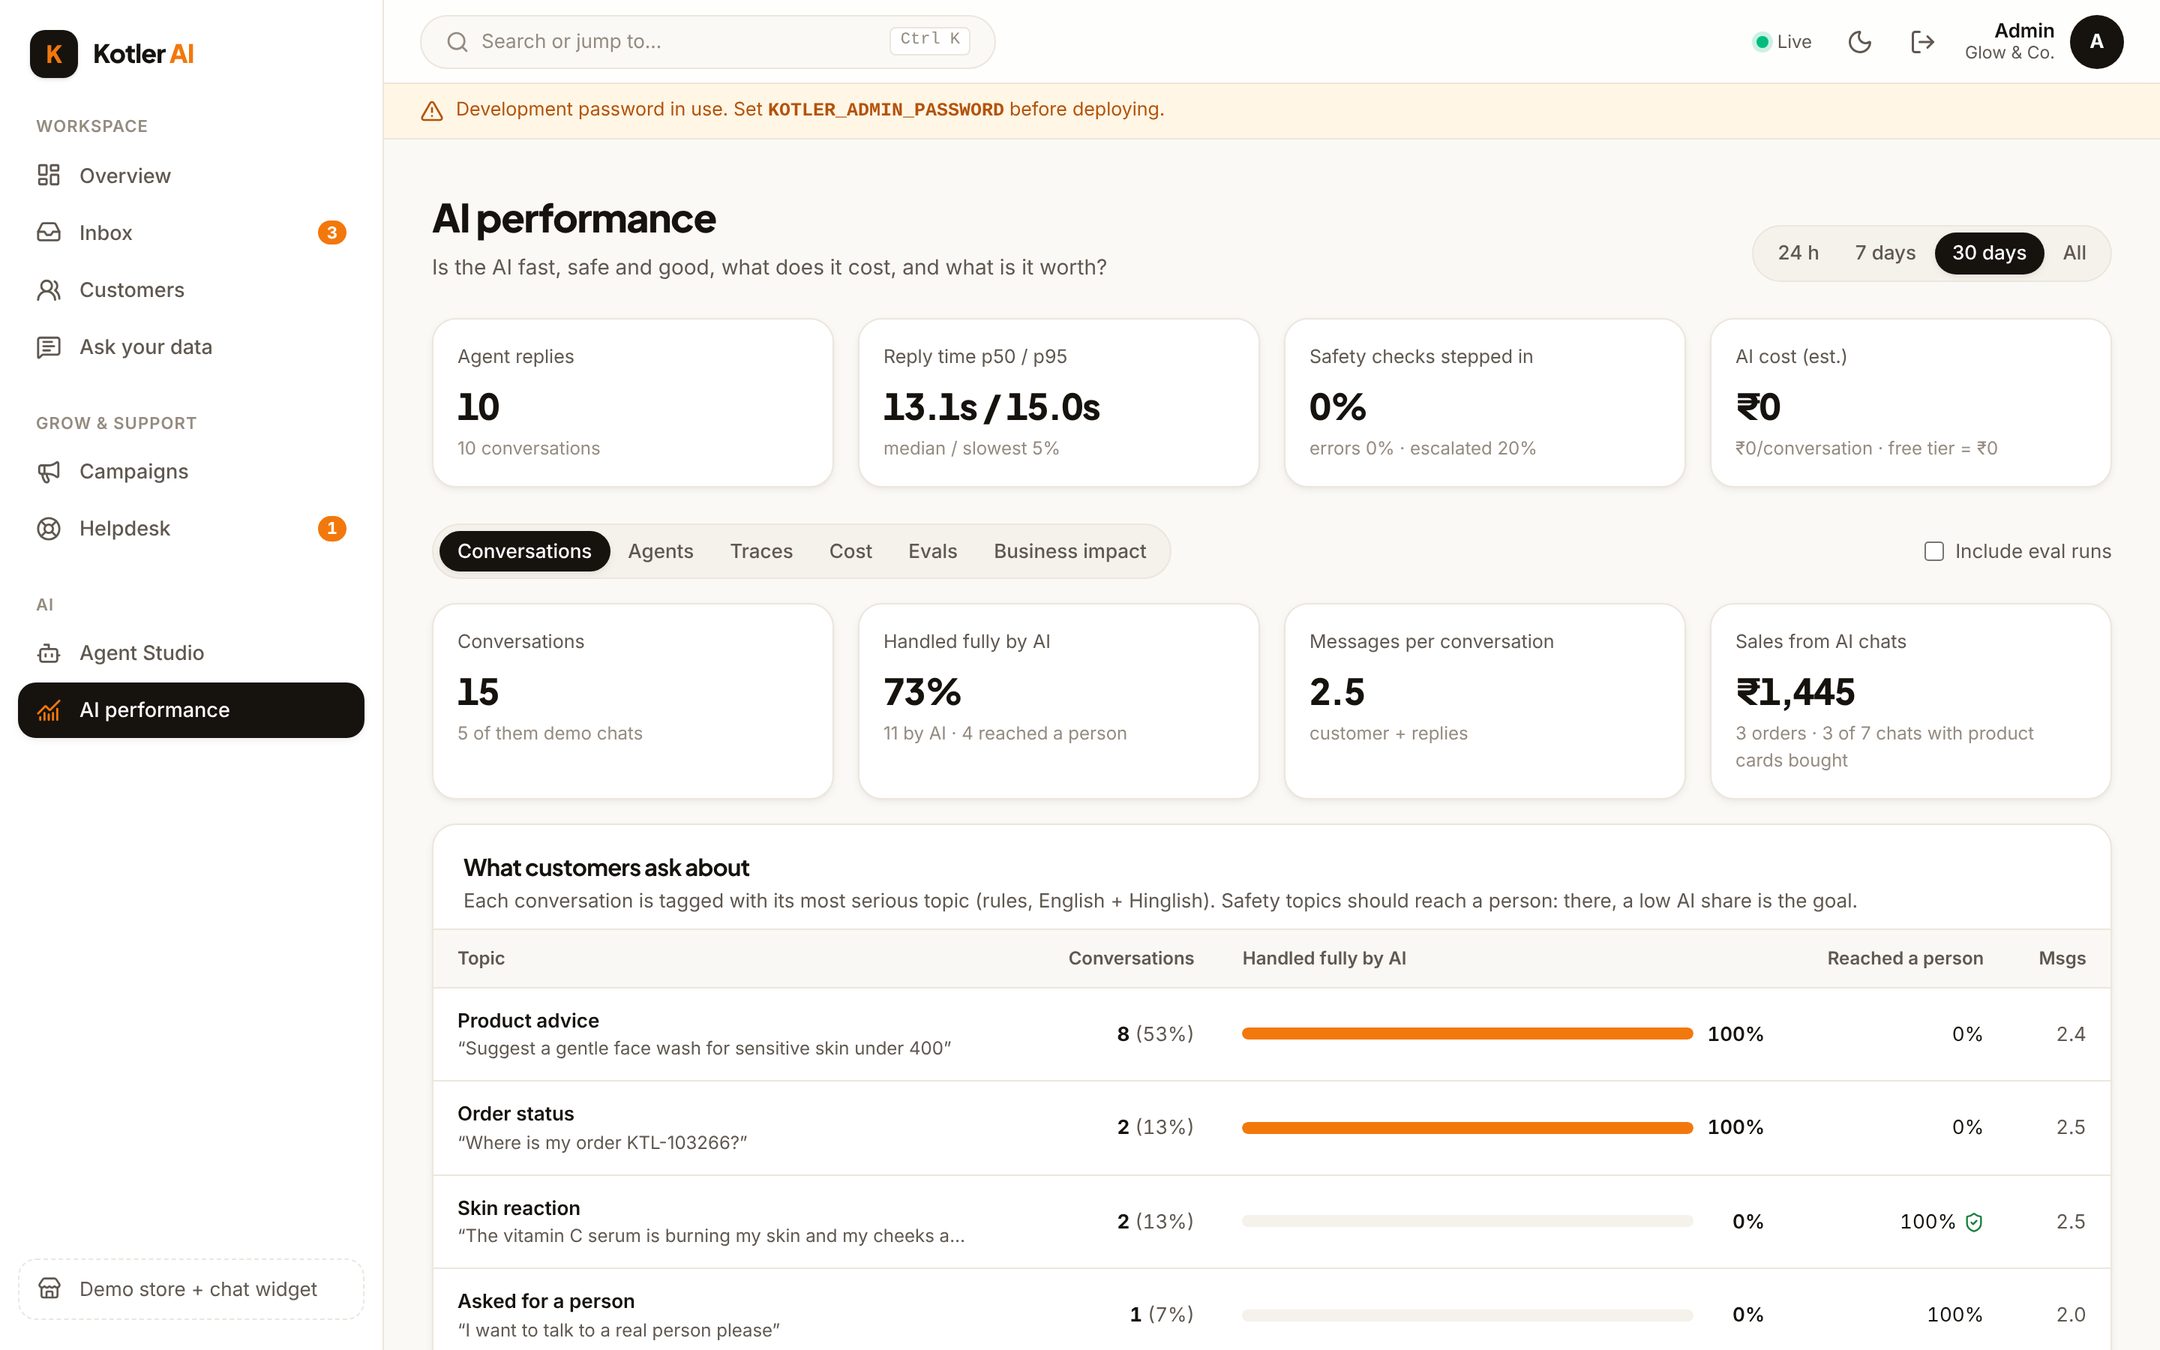 K Kotler AI
WORKSPACE
Overview
Inbox 3
Customers
Ask your data
GROW & SUPPORT
Campaigns
Helpdesk 1
AI
Agent Studio
AI performance
Demo store + chat widget
Search or jump to... Ctrl K
Live
Admin
Glow & Co.
A
Development password in use. Set KOTLER_ADMIN_PASSWORD before deploying.
AI performance
Is the AI fast, safe and good, what does it cost, and what is it worth?
24 h 7 days 30 days All
Agent replies
10
10 conversations
Reply time p50 / p95
13.1s / 15.0s
median / slowest 5%
Safety checks stepped in
0%
errors 0% · escalated 20%
AI cost (est.)
₹0
₹0/conversation · free tier = ₹0
Conversations Agents Traces Cost Evals Business impact
Include eval runs
Conversations
15
5 of them demo chats
Handled fully by AI
73%
11 by AI · 4 reached a person
Messages per conversation
2.5
customer + replies
Sales from AI chats
₹1,445
3 orders · 3 of 7 chats with product
cards bought
What customers ask about
Each conversation is tagged with its most serious topic (rules, English + Hinglish). Safety topics should reach a person: there, a low AI share is the goal.
Topic Conversations Handled fully by AI Reached a person Msgs
Product advice
“Suggest a gentle face wash for sensitive skin under 400”
8 (53%) 100% 0% 2.4
Order status
“Where is my order KTL-103266?”
2 (13%) 100% 0% 2.5
Skin reaction
“The vitamin C serum is burning my skin and my cheeks a...
2 (13%) 0% 100% 2.5
Asked for a person
“I want to talk to a real person please”
1 (7%) 0% 100% 2.0